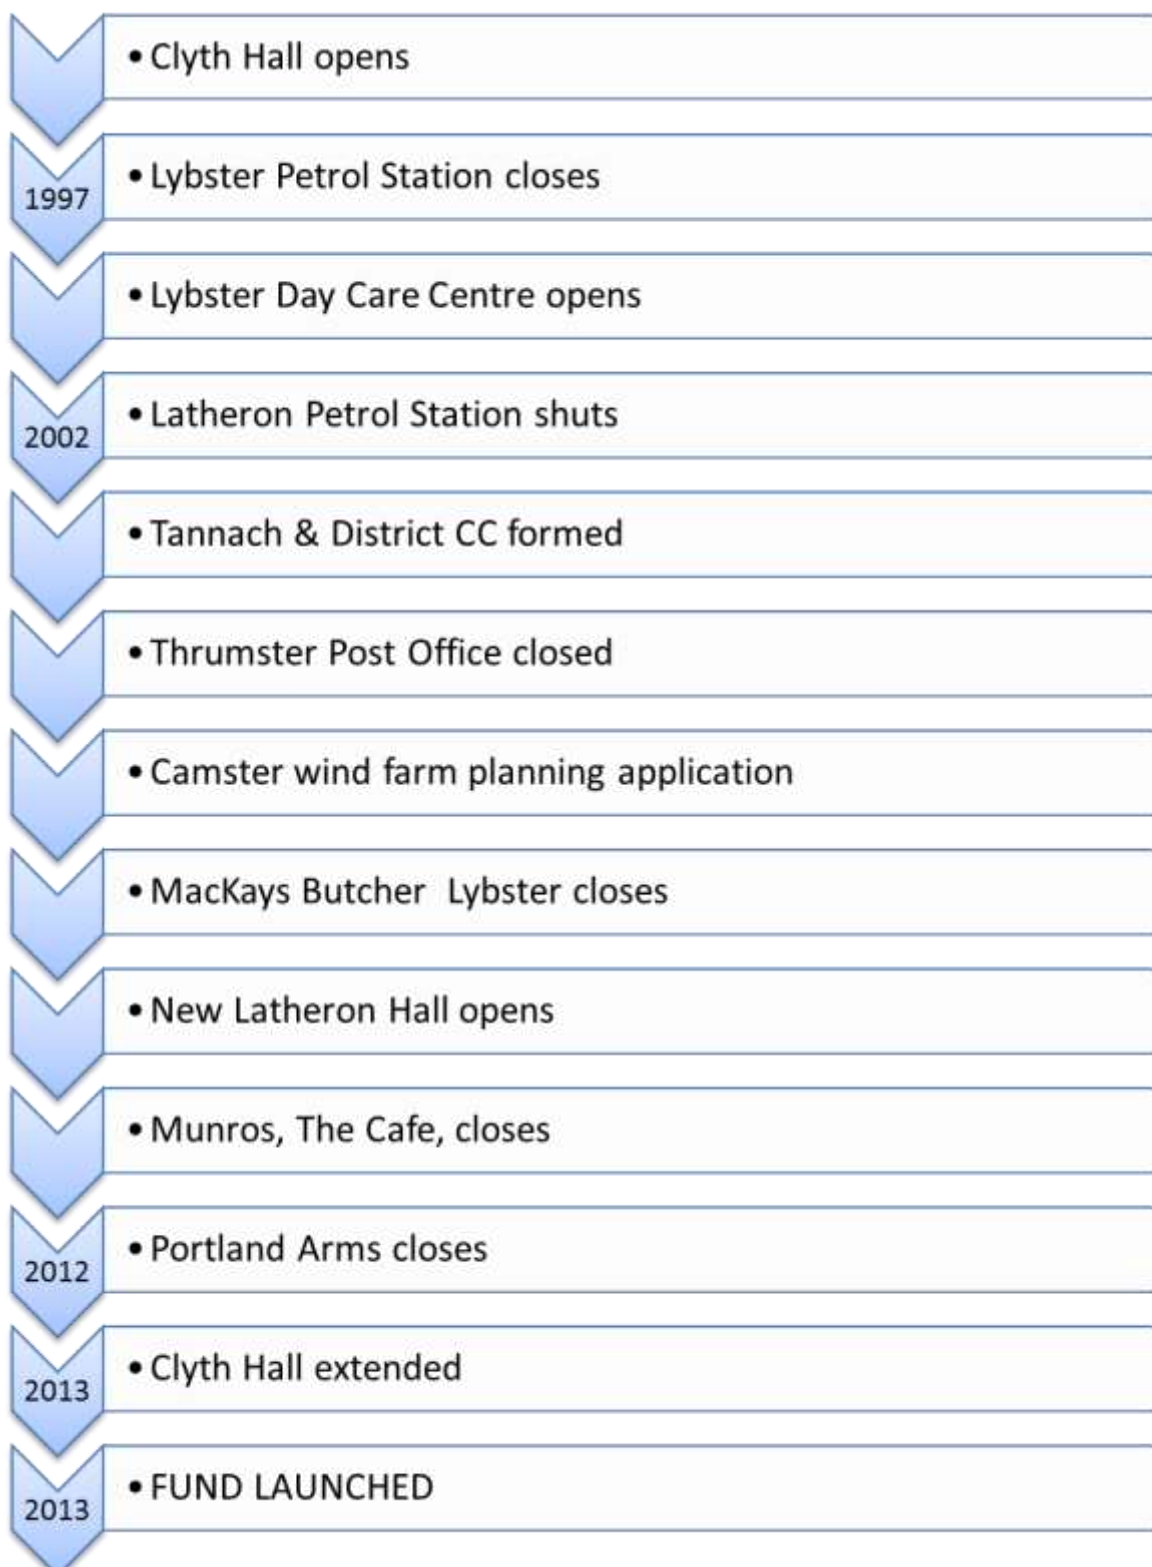 • Clyth Hall opens
1997 • Lybster Petrol Station closes
• Lybster Day Care Centre opens
2002 • Latheron Petrol Station shuts
• Tannach & District CC formed
• Thrumster Post Office closed
• Camster wind farm planning application
• MacKays Butcher  Lybster closes
• New Latheron Hall opens
• Munros, The Cafe, closes
2012 • Portland Arms closes
2013 • Clyth Hall extended
2013 • FUND LAUNCHED